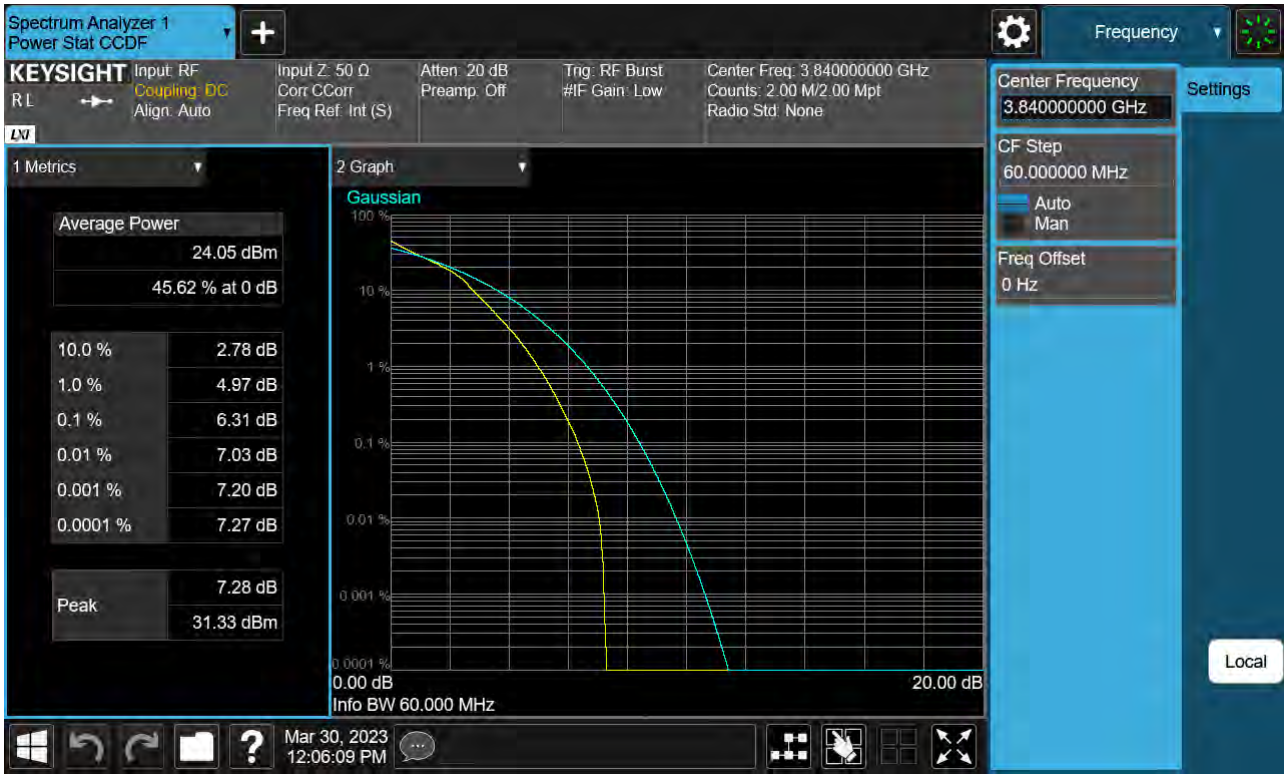 Spectrum Analyzer 1
Power Stat CCDF
+
Frequency
KEYSIGHT
RL
LXI
Input: RF
Coupling: DC
Align: Auto
Input Z: 50 Ω
Corr CCorr
Freq Ref: Int (S)
Atten: 20 dB
Preamp: Off
Trig: RF Burst
#IF Gain: Low
Center Freq: 3.840000000 GHz
Counts: 2.00 M/2.00 Mpt
Radio Std: None
Center Frequency
3.840000000 GHz
Settings
CF Step
60.000000 MHz
Auto
Man
Freq Offset
0 Hz
1 Metrics
Average Power
24.05 dBm
45.62 % at 0 dB
10.0 % 2.78 dB
1.0 % 4.97 dB
0.1 % 6.31 dB
0.01 % 7.03 dB
0.001 % 7.20 dB
0.0001 % 7.27 dB
Peak
7.28 dB
31.33 dBm
2 Graph
Gaussian
100 %
10 %
1 %
0.1 %
0.01 %
0.001 %
0.0001 %
0.00 dB
20.00 dB
Info BW 60.000 MHz
Local
?
Mar 30, 2023
12:06:09 PM